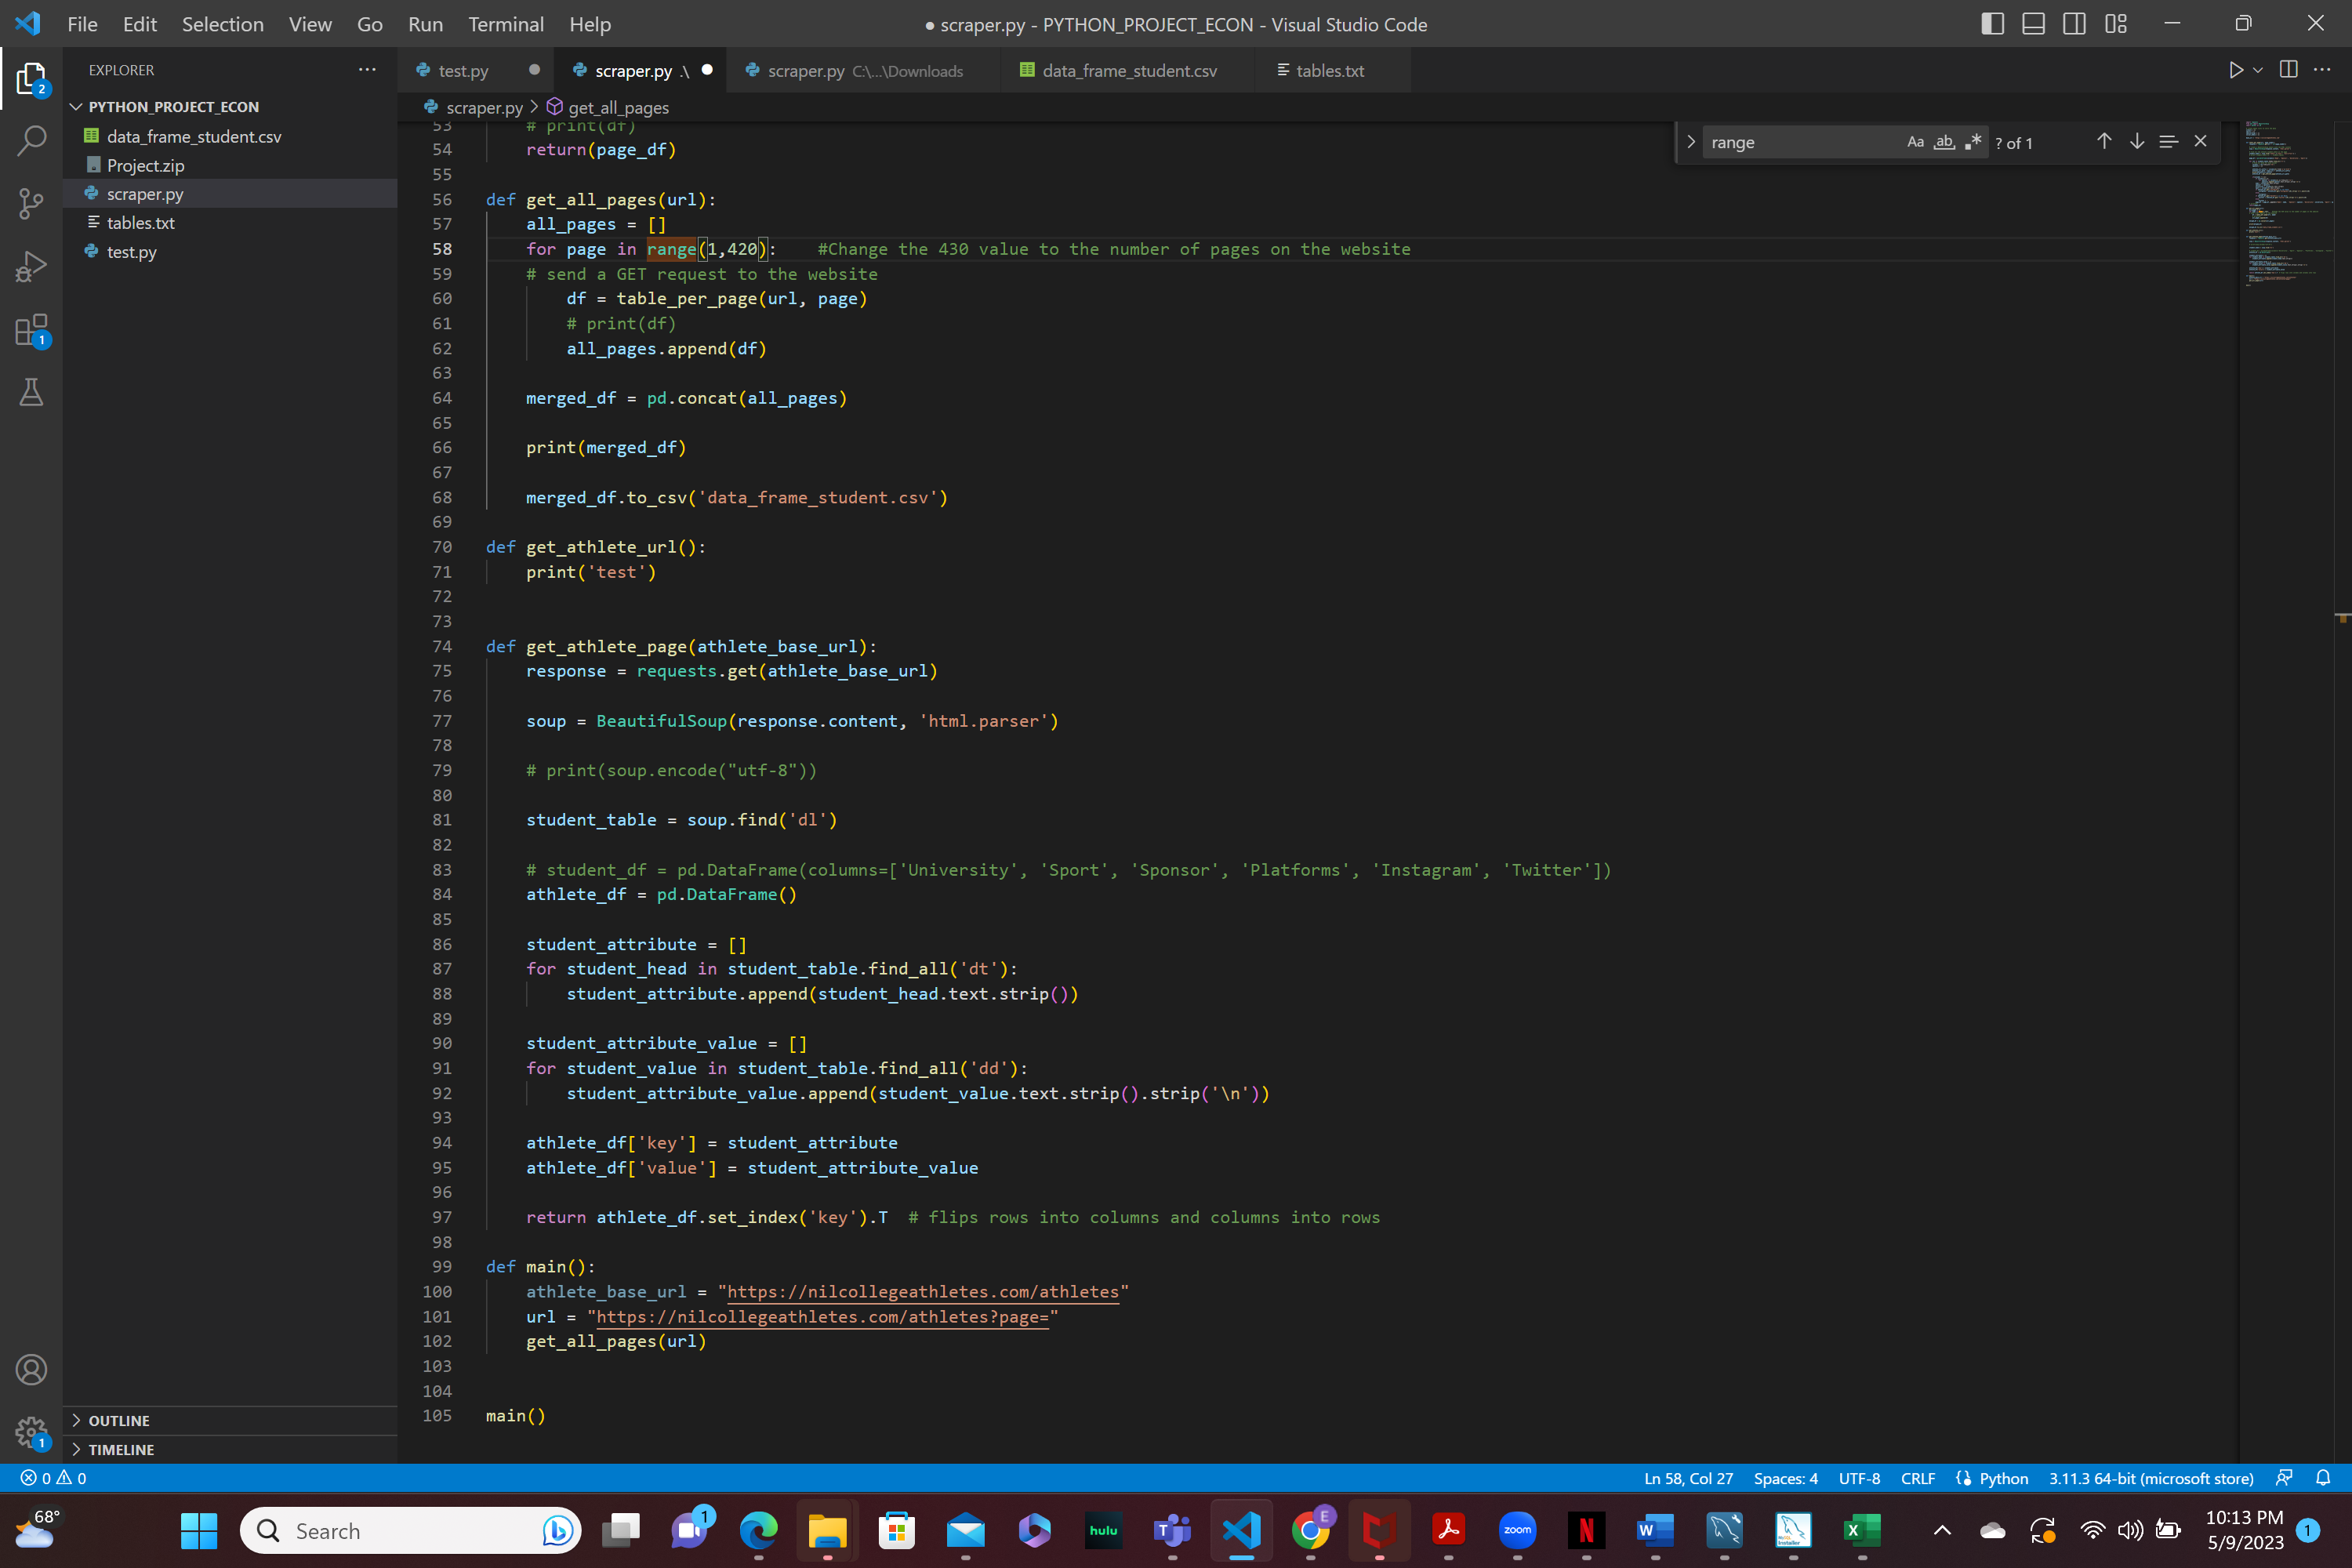 File Edit Selection View Go Run Terminal Help
● scraper.py - PYTHON_PROJECT_ECON - Visual Studio Code
EXPLORER
2
PYTHON_PROJECT_ECON
data_frame_student.csv
Project.zip
scraper.py
tables.txt
test.py
1
OUTLINE
TIMELINE
1
test.py
scraper.py .\
scraper.py C:\...\Downloads
data_frame_student.csv
tables.txt
scraper.py > get_all_pages
range
Aa ab .* ? of 1
53 # print(df)
54 return(page_df)
55
56 def get_all_pages(url):
57 all_pages = []
58 for page in range(1,420): #Change the 430 value to the number of pages on the website
59 # send a GET request to the website
60 df = table_per_page(url, page)
61 # print(df)
62 all_pages.append(df)
63
64 merged_df = pd.concat(all_pages)
65
66 print(merged_df)
67
68 merged_df.to_csv('data_frame_student.csv')
69
70 def get_athlete_url():
71 print('test')
72
73
74 def get_athlete_page(athlete_base_url):
75 response = requests.get(athlete_base_url)
76
77 soup = BeautifulSoup(response.content, 'html.parser')
78
79 # print(soup.encode("utf-8"))
80
81 student_table = soup.find('dl')
82
83 # student_df = pd.DataFrame(columns=['University', 'Sport', 'Sponsor', 'Platforms', 'Instagram', 'Twitter'])
84 athlete_df = pd.DataFrame()
85
86 student_attribute = []
87 for student_head in student_table.find_all('dt'):
88 student_attribute.append(student_head.text.strip())
89
90 student_attribute_value = []
91 for student_value in student_table.find_all('dd'):
92 student_attribute_value.append(student_value.text.strip().strip('\n'))
93
94 athlete_df['key'] = student_attribute
95 athlete_df['value'] = student_attribute_value
96
97 return athlete_df.set_index('key').T # flips rows into columns and columns into rows
98
99 def main():
100 athlete_base_url = "https://nilcollegeathletes.com/athletes"
101 url = "https://nilcollegeathletes.com/athletes?page="
102 get_all_pages(url)
103
104
105 main()
0 0
Ln 58, Col 27 Spaces: 4 UTF-8 CRLF Python 3.11.3 64-bit (microsoft store)
68°
Search
1
hulu
T
E
zoom
N
W
Installer
X
10:13 PM
5/9/2023
1